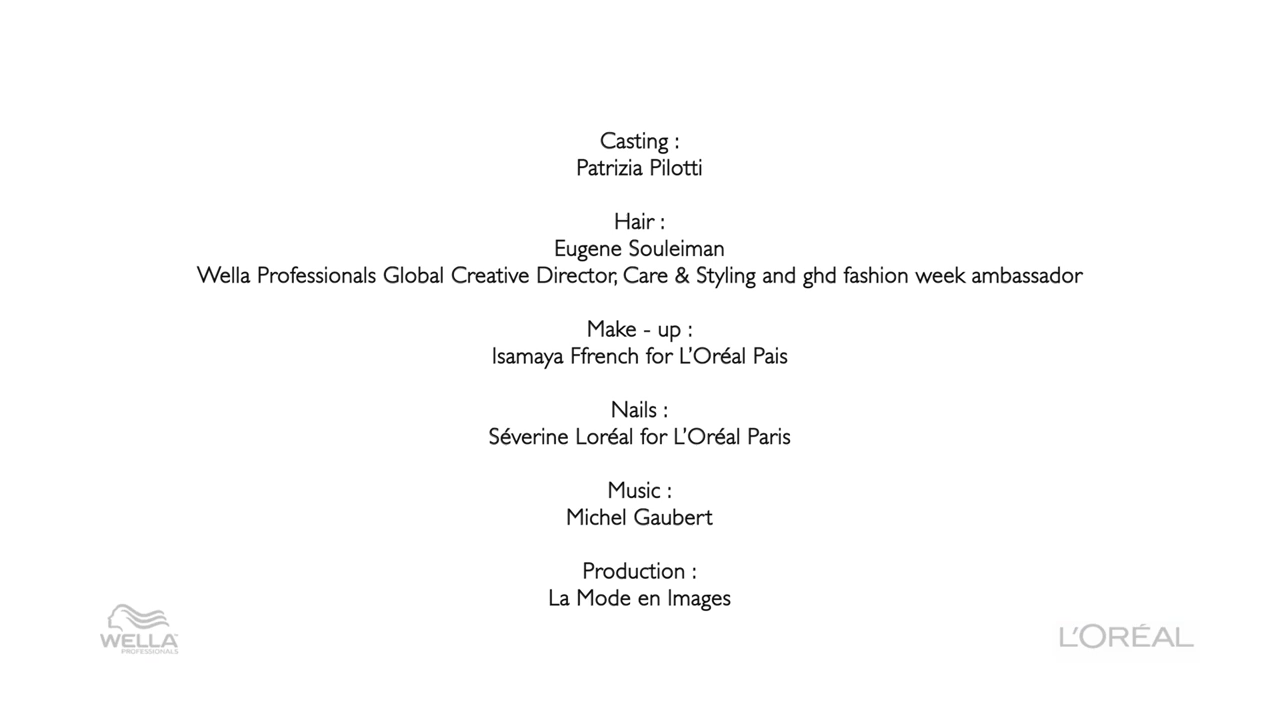 Casting :
Patrizia Pilotti
Hair :
Eugene Souleiman
Wella Professionals Global Creative Director, Care & Styling and ghd fashion week ambassador
Make - up :
Isamaya Ffrench for L’Oréal Pais
Nails :
Séverine Loréal for L’Oréal Paris
Music :
Michel Gaubert
Production :
La Mode en Images
WELLA
PROFESSIONALS
L’ORÉAL